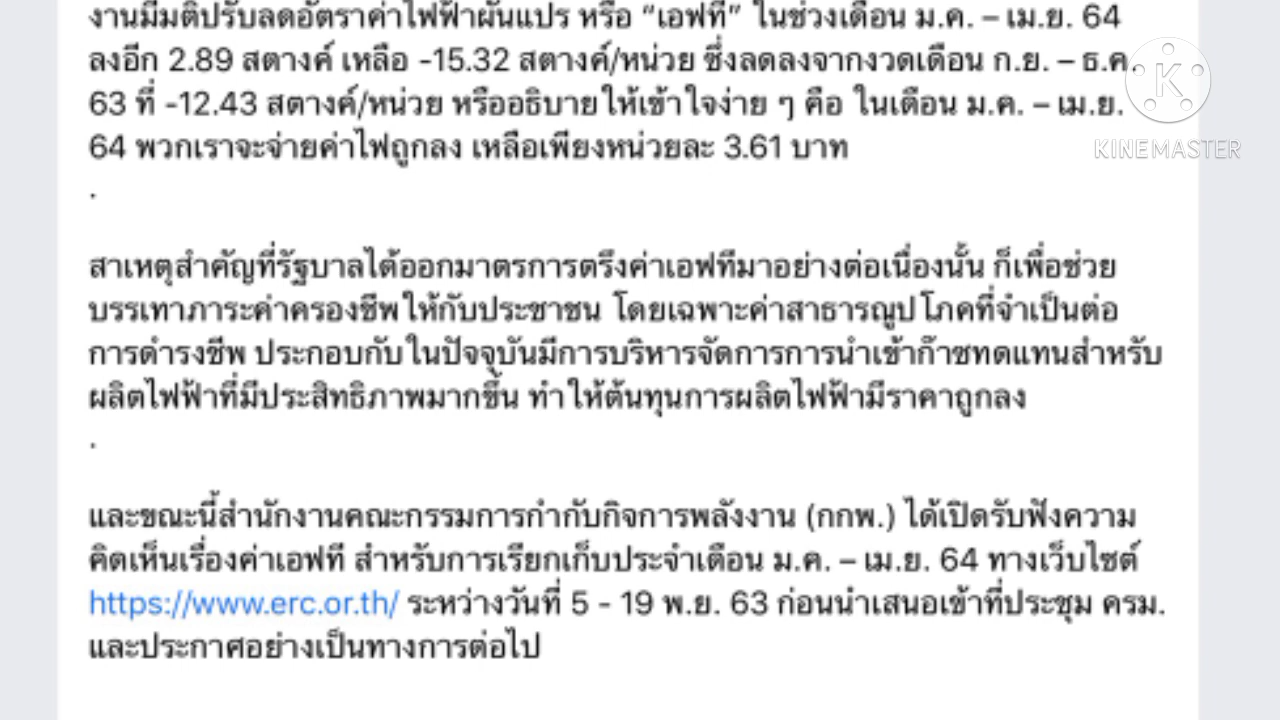 งานมีมติปรับลดอัตราค่าไฟฟ้าผันแปร หรือ “เอฟที” ในช่วงเดือน ม.ค. – เม.ย. 64
ลงอีก 2.89 สตางค์ เหลือ -15.32 สตางค์/หน่วย ซึ่งลดลงจากงวดเดือน ก.ย. – ธ.ค
63 ที่ -12.43 สตางค์/หน่วย หรืออธิบายให้เข้าใจง่าย ๆ คือ ในเดือน ม.ค. – เม.ย.
64 พวกเราจะจ่ายค่าไฟถูกลง เหลือเพียงหน่วยละ 3.61 บาท
.
สาเหตุสำคัญที่รัฐบาลได้ออกมาตรการตรึงค่าเอฟทีมาอย่างต่อเนื่องนั้น ก็เพื่อช่วย
บรรเทาภาระค่าครองชีพให้กับประชาชน โดยเฉพาะค่าสาธารณูปโภคที่จำเป็นต่อ
การดำรงชีพ ประกอบกับในปัจจุบันมีการบริหารจัดการการนำเข้าก๊าซทดแทนสำหรับ
ผลิตไฟฟ้าที่มีประสิทธิภาพมากขึ้น ทำให้ต้นทุนการผลิตไฟฟ้ามีราคาถูกลง
.
และขณะนี้สำนักงานคณะกรรมการกำกับกิจการพลังงาน (กกพ.) ได้เปิดรับฟังความ
คิดเห็นเรื่องค่าเอฟที สำหรับการเรียกเก็บประจำเดือน ม.ค. – เม.ย. 64 ทางเว็บไซต์
https://www.erc.or.th/ ระหว่างวันที่ 5 - 19 พ.ย. 63 ก่อนนำเสนอเข้าที่ประชุม ครม.
และประกาศอย่างเป็นทางการต่อไป
K
KINEMASTER